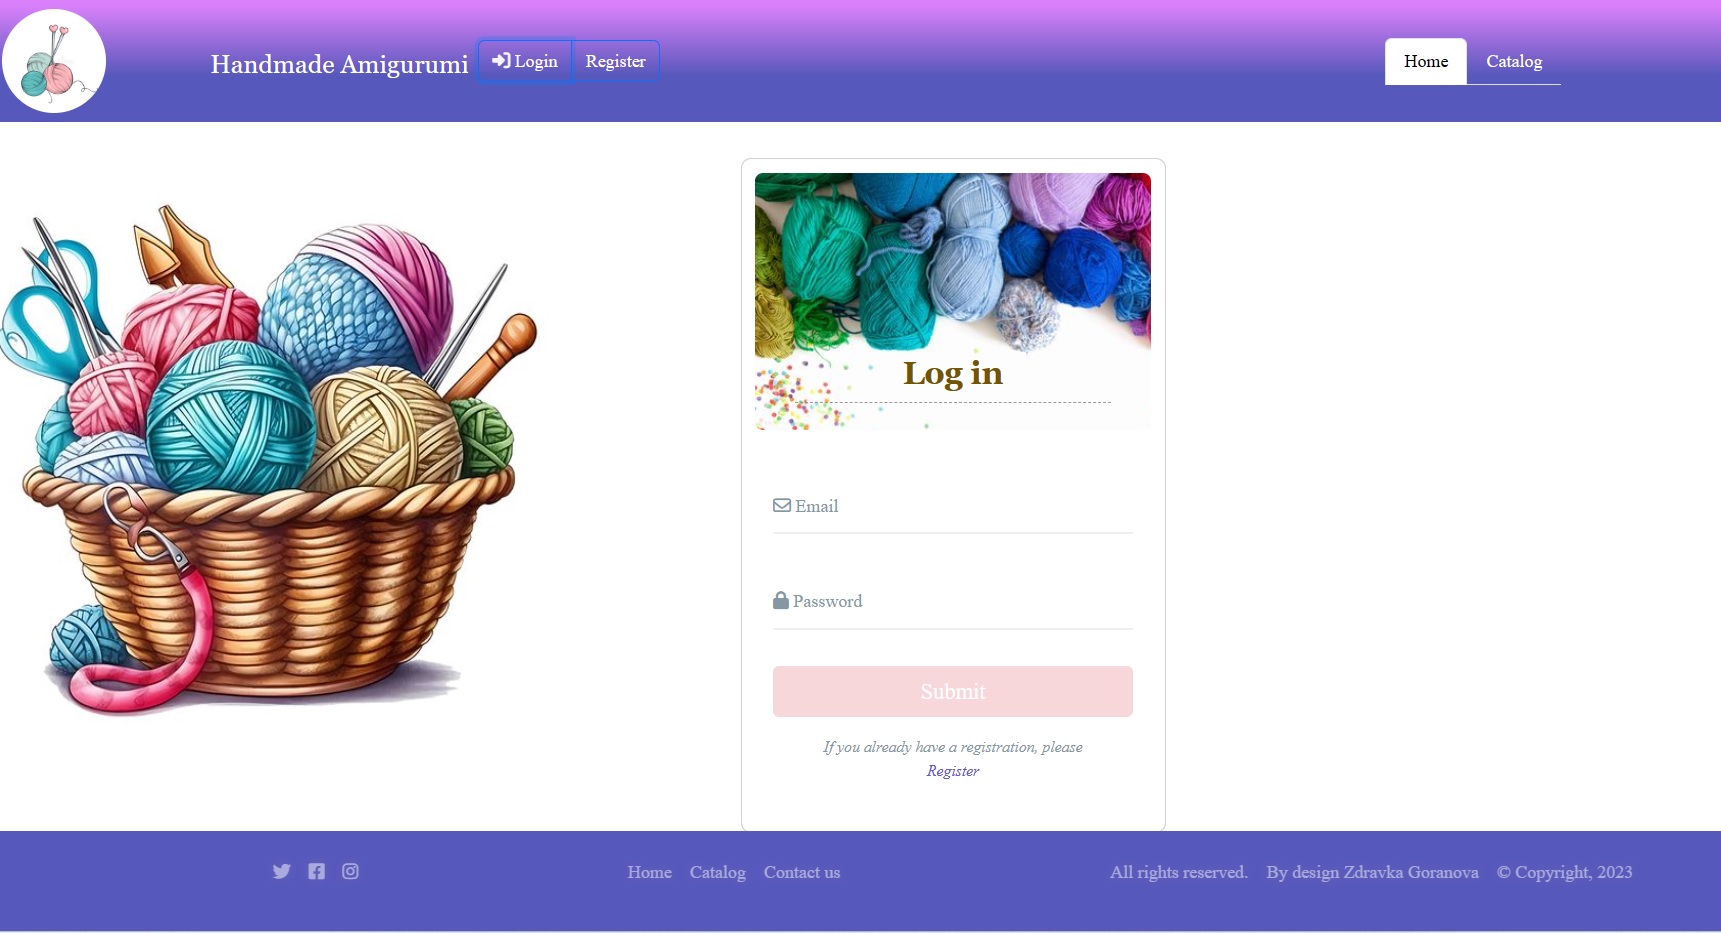 Handmade Amigurumi
Login
Register
Home
Catalog
Log in
Email
Password
Submit
If you already have a registration, please
Register
Home Catalog Contact us
All rights reserved. By design Zdravka Goranova © Copyright, 2023